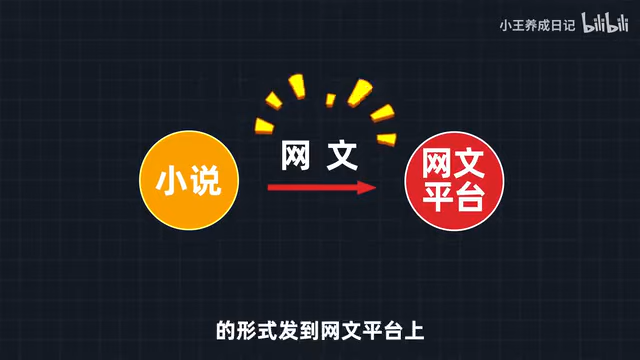 小王养成日记 bilibili
网文
小说
网文
平台
的形式发到网文平台上